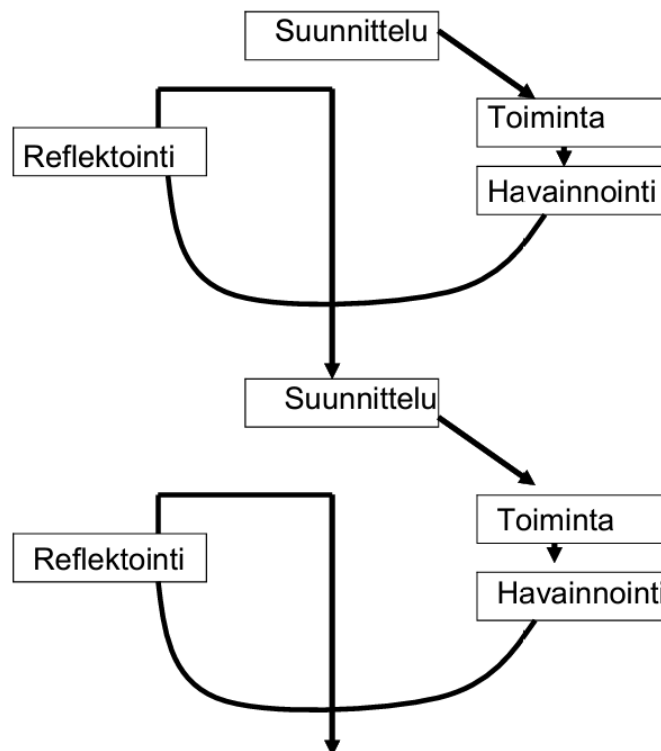 Suunnittelu
Toiminta
Havainnointi
Reflektointi
Suunnittelu
Toiminta
Havainnointi
Reflektointi